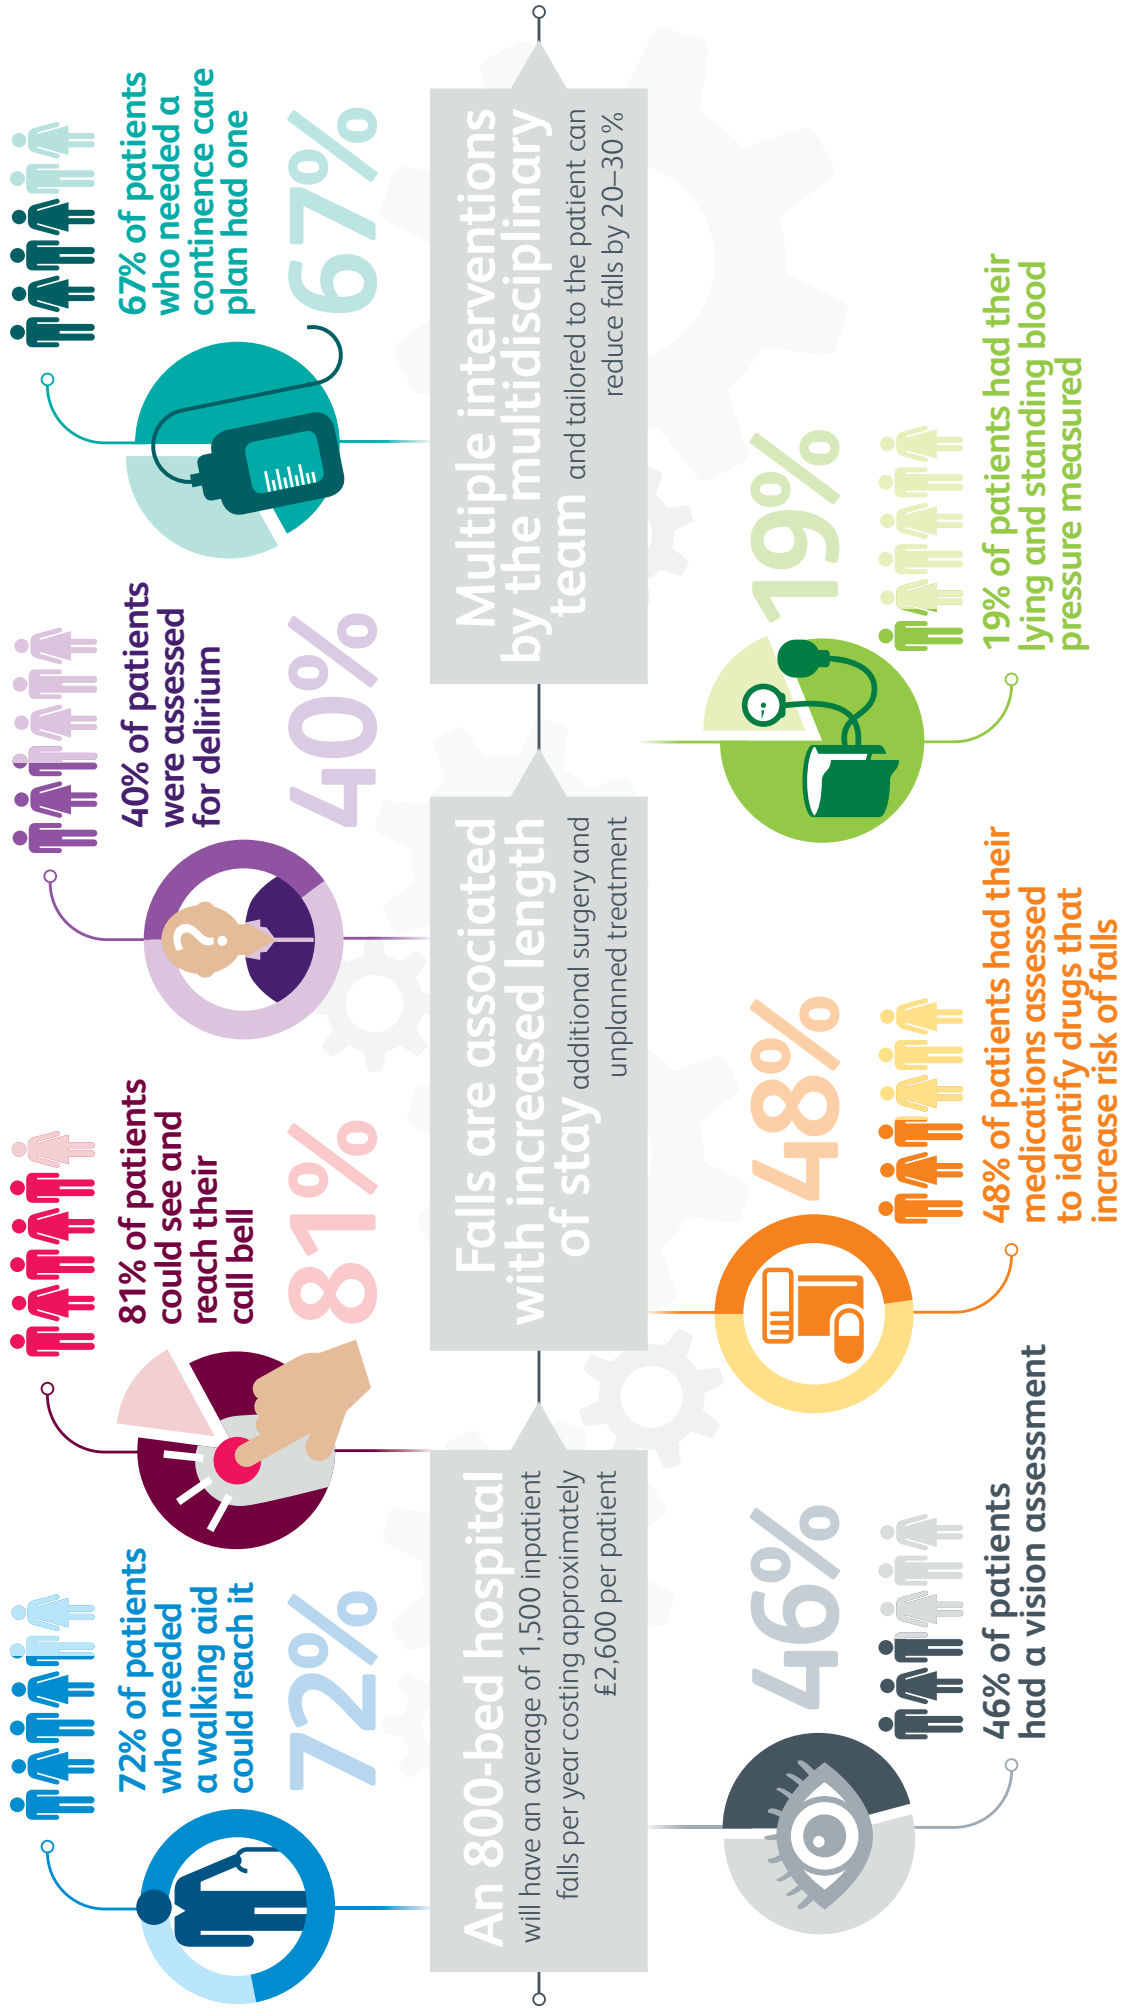 72% of patients
who needed
a walking aid
could reach it
72%
81% of patients
could see and
reach their
call bell
81%
40% of patients
were assessed
for delirium
?
40%
67% of patients
who needed a
continence care
plan had one
67%
An 800-bed hospital
will have an average of 1,500 inpatient
falls per year costing approximately
£2,600 per patient
Falls are associated
with increased length
of stay additional surgery and
unplanned treatment
Multiple interventions
by the multidisciplinary
team and tailored to the patient can
reduce falls by 20–30 %
46%
46% of patients
had a vision assessment
48%
48% of patients had their
medications assessed
to identify drugs that
increase risk of falls
19%
19% of patients had their
lying and standing blood
pressure measured